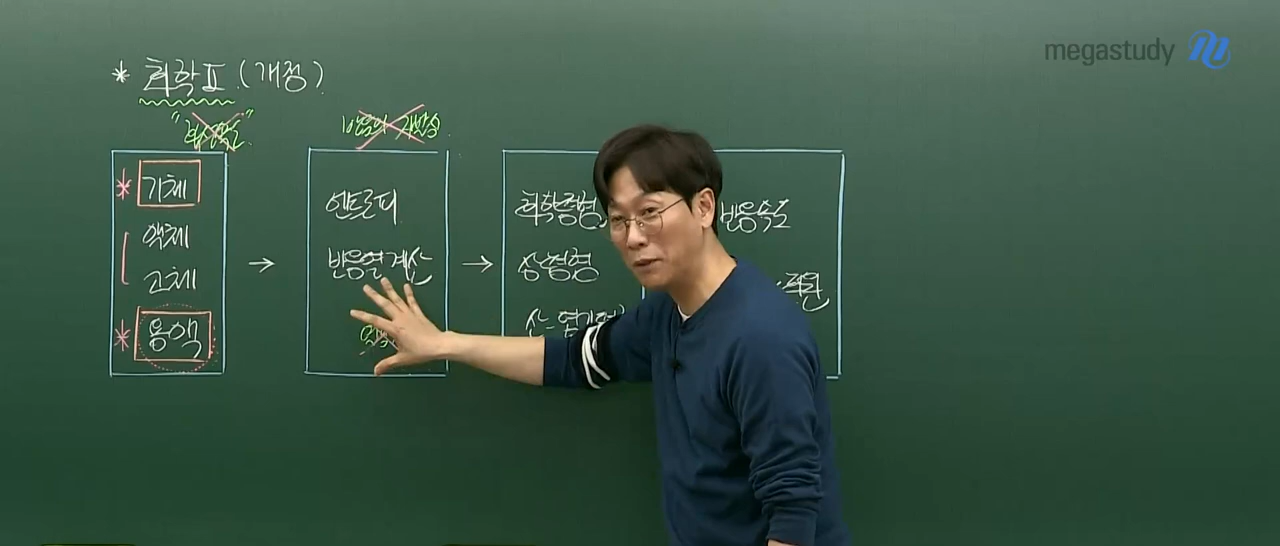 megastudy
* 화학Ⅱ (개정)
* 기체
액체
고체
* 용액
→
엔트로피
반응열계산
→
화학평형
상평형
반응속도